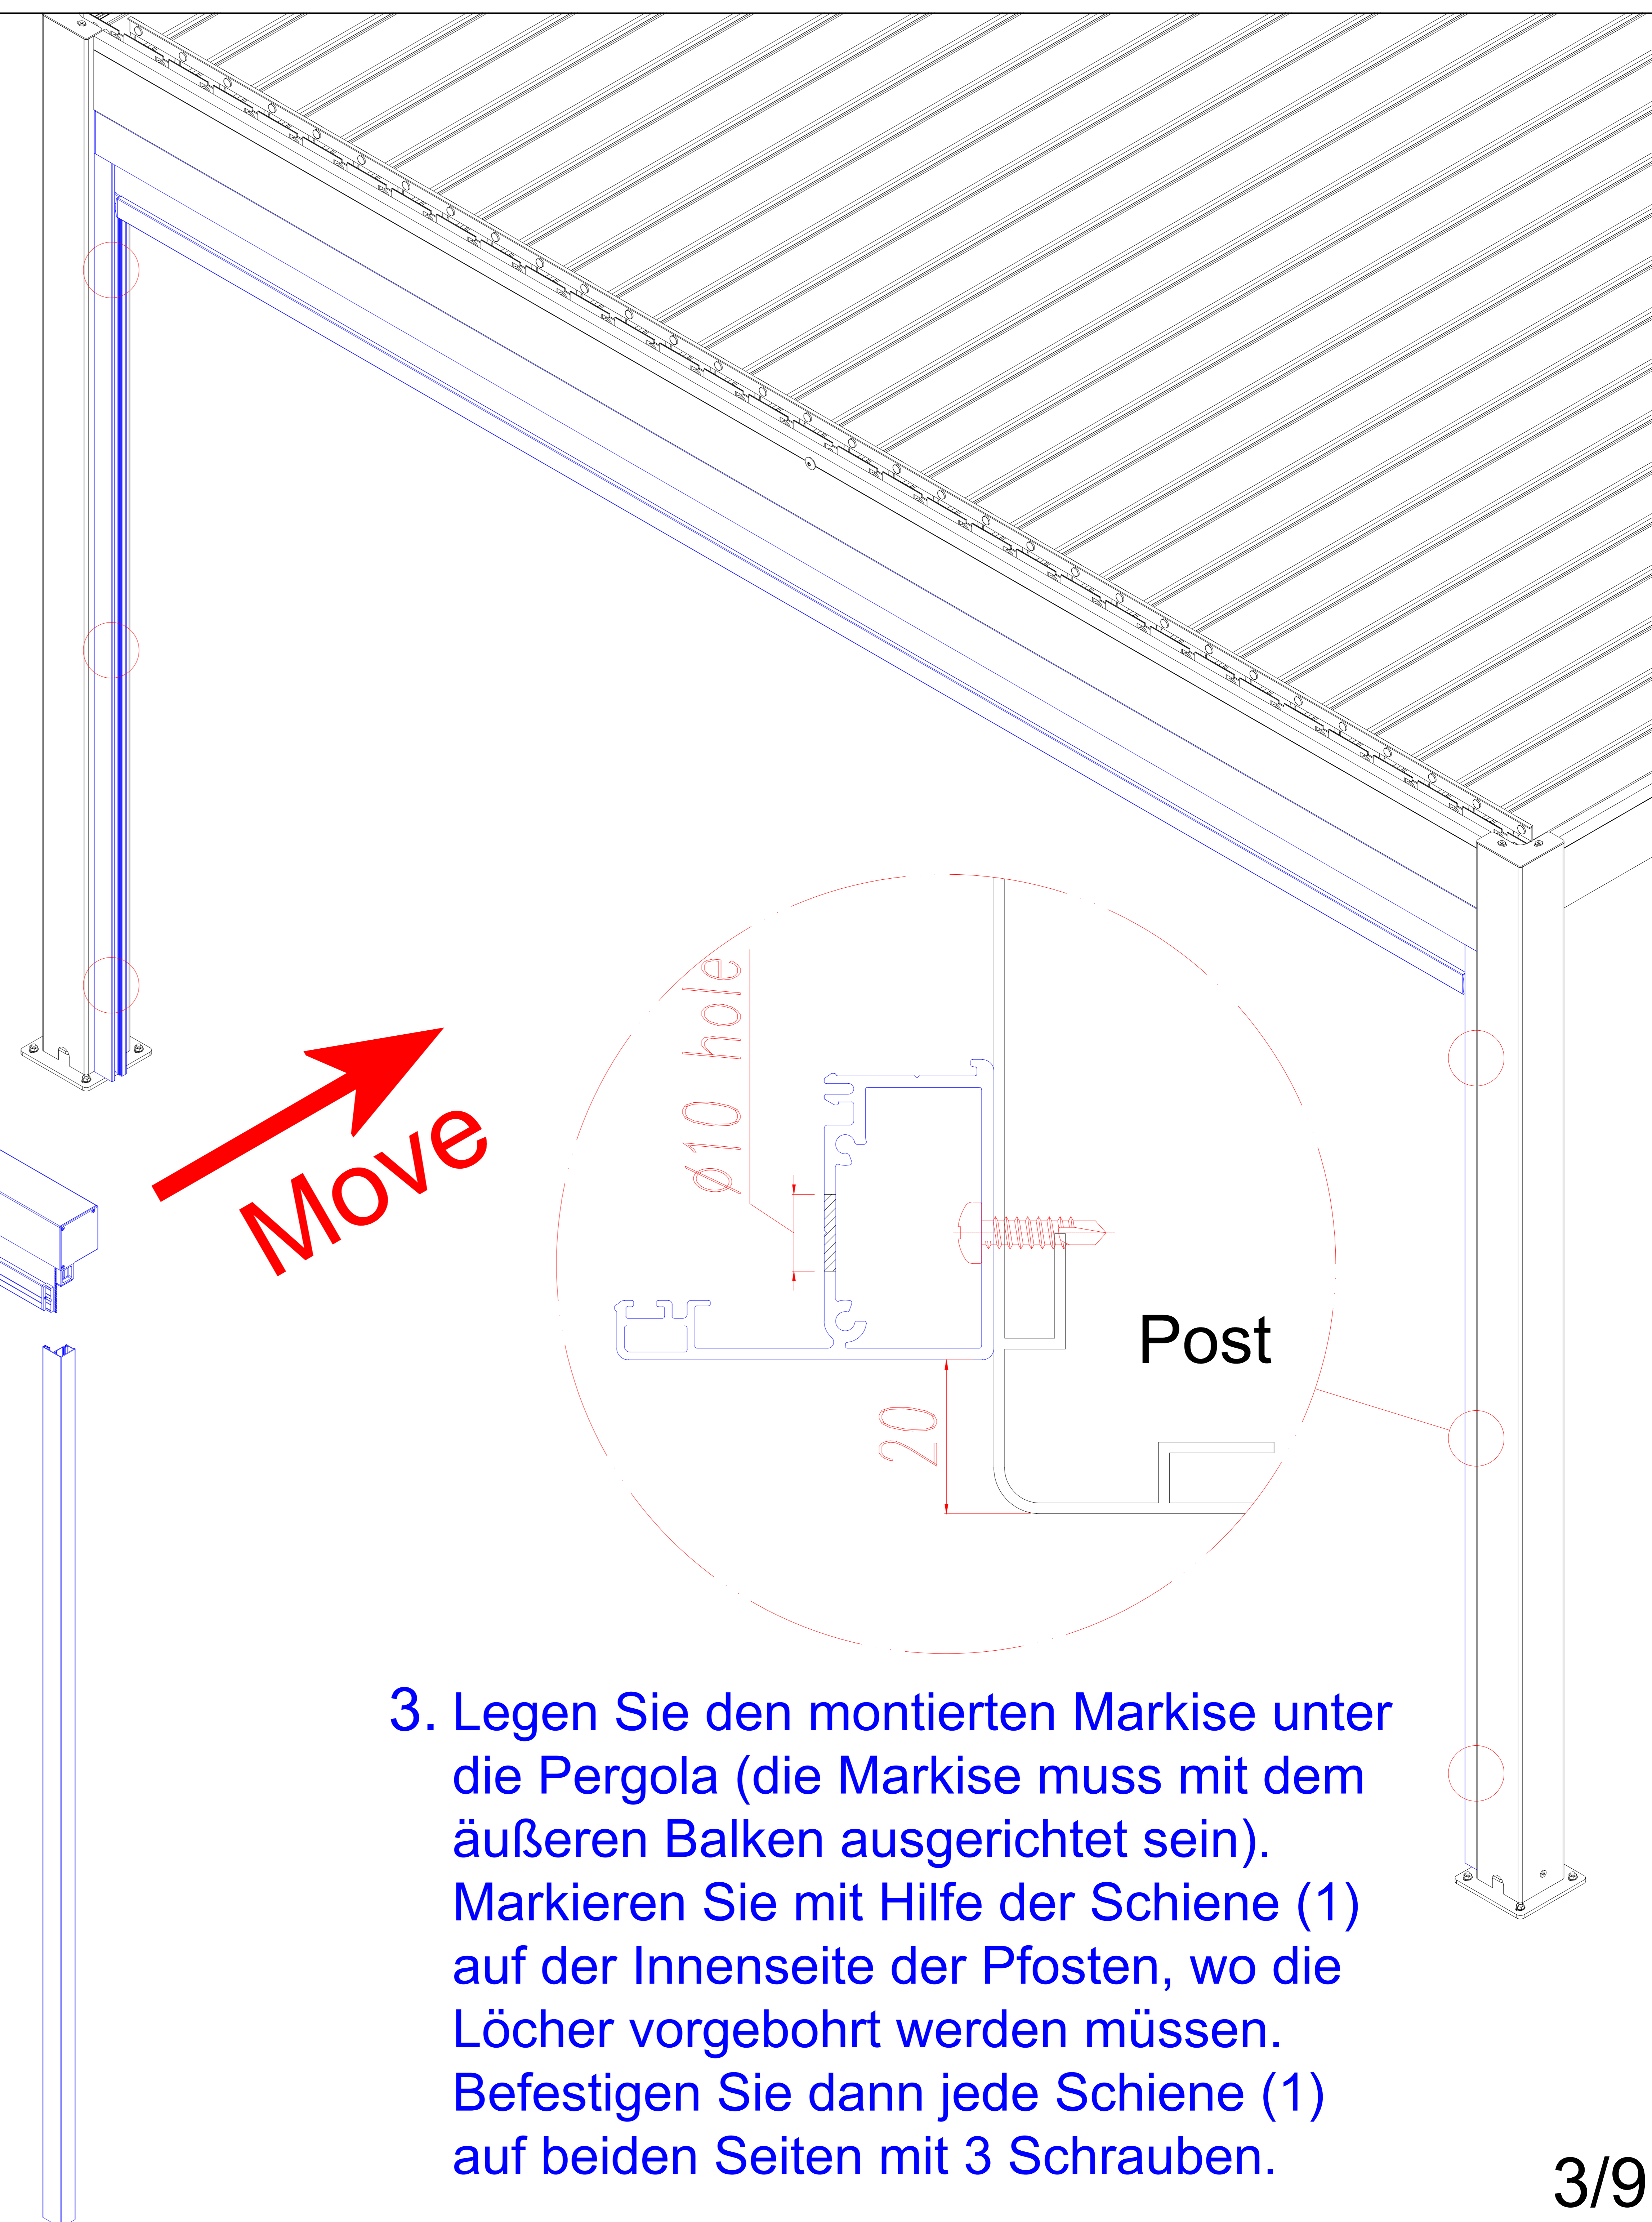 Move
ø10 hole
Post
20
3. Legen Sie den montierten Markise unter
die Pergola (die Markise muss mit dem
äußeren Balken ausgerichtet sein).
Markieren Sie mit Hilfe der Schiene (1)
auf der Innenseite der Pfosten, wo die
Löcher vorgebohrt werden müssen.
Befestigen Sie dann jede Schiene (1)
auf beiden Seiten mit 3 Schrauben.
3/9